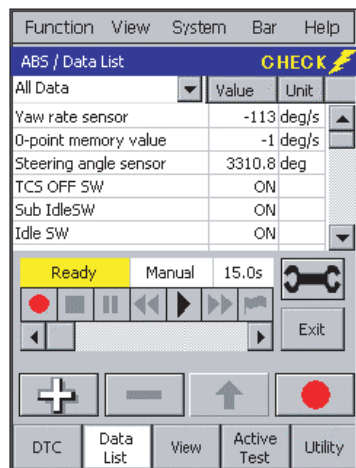 Function View System Bar Help
ABS / Data List CHECK
All Data Value Unit
Yaw rate sensor -113 deg/s
0-point memory value -1 deg/s
Steering angle sensor 3310.8 deg
TCS OFF SW ON
Sub IdleSW ON
Idle SW ON
Ready Manual 15.0s
Exit
DTC Data List View Active Test Utility